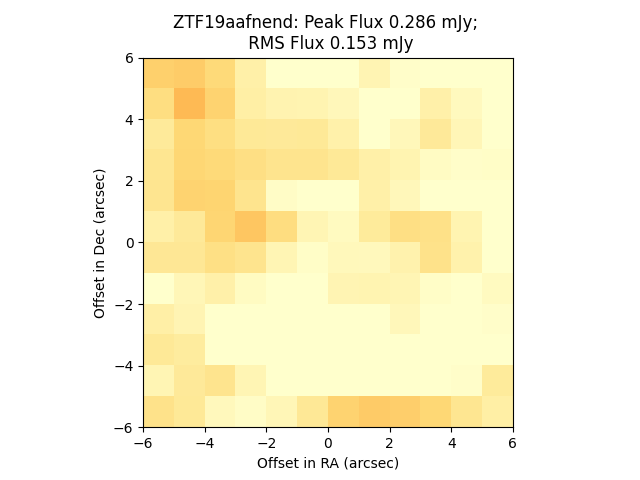 ZTF19aafnend: Peak Flux 0.286 mJy;
RMS Flux 0.153 mJy
6
4
2
0
−2
−4
−6
Offset in Dec (arcsec)
−6 −4 −2 0 2 4 6
Offset in RA (arcsec)